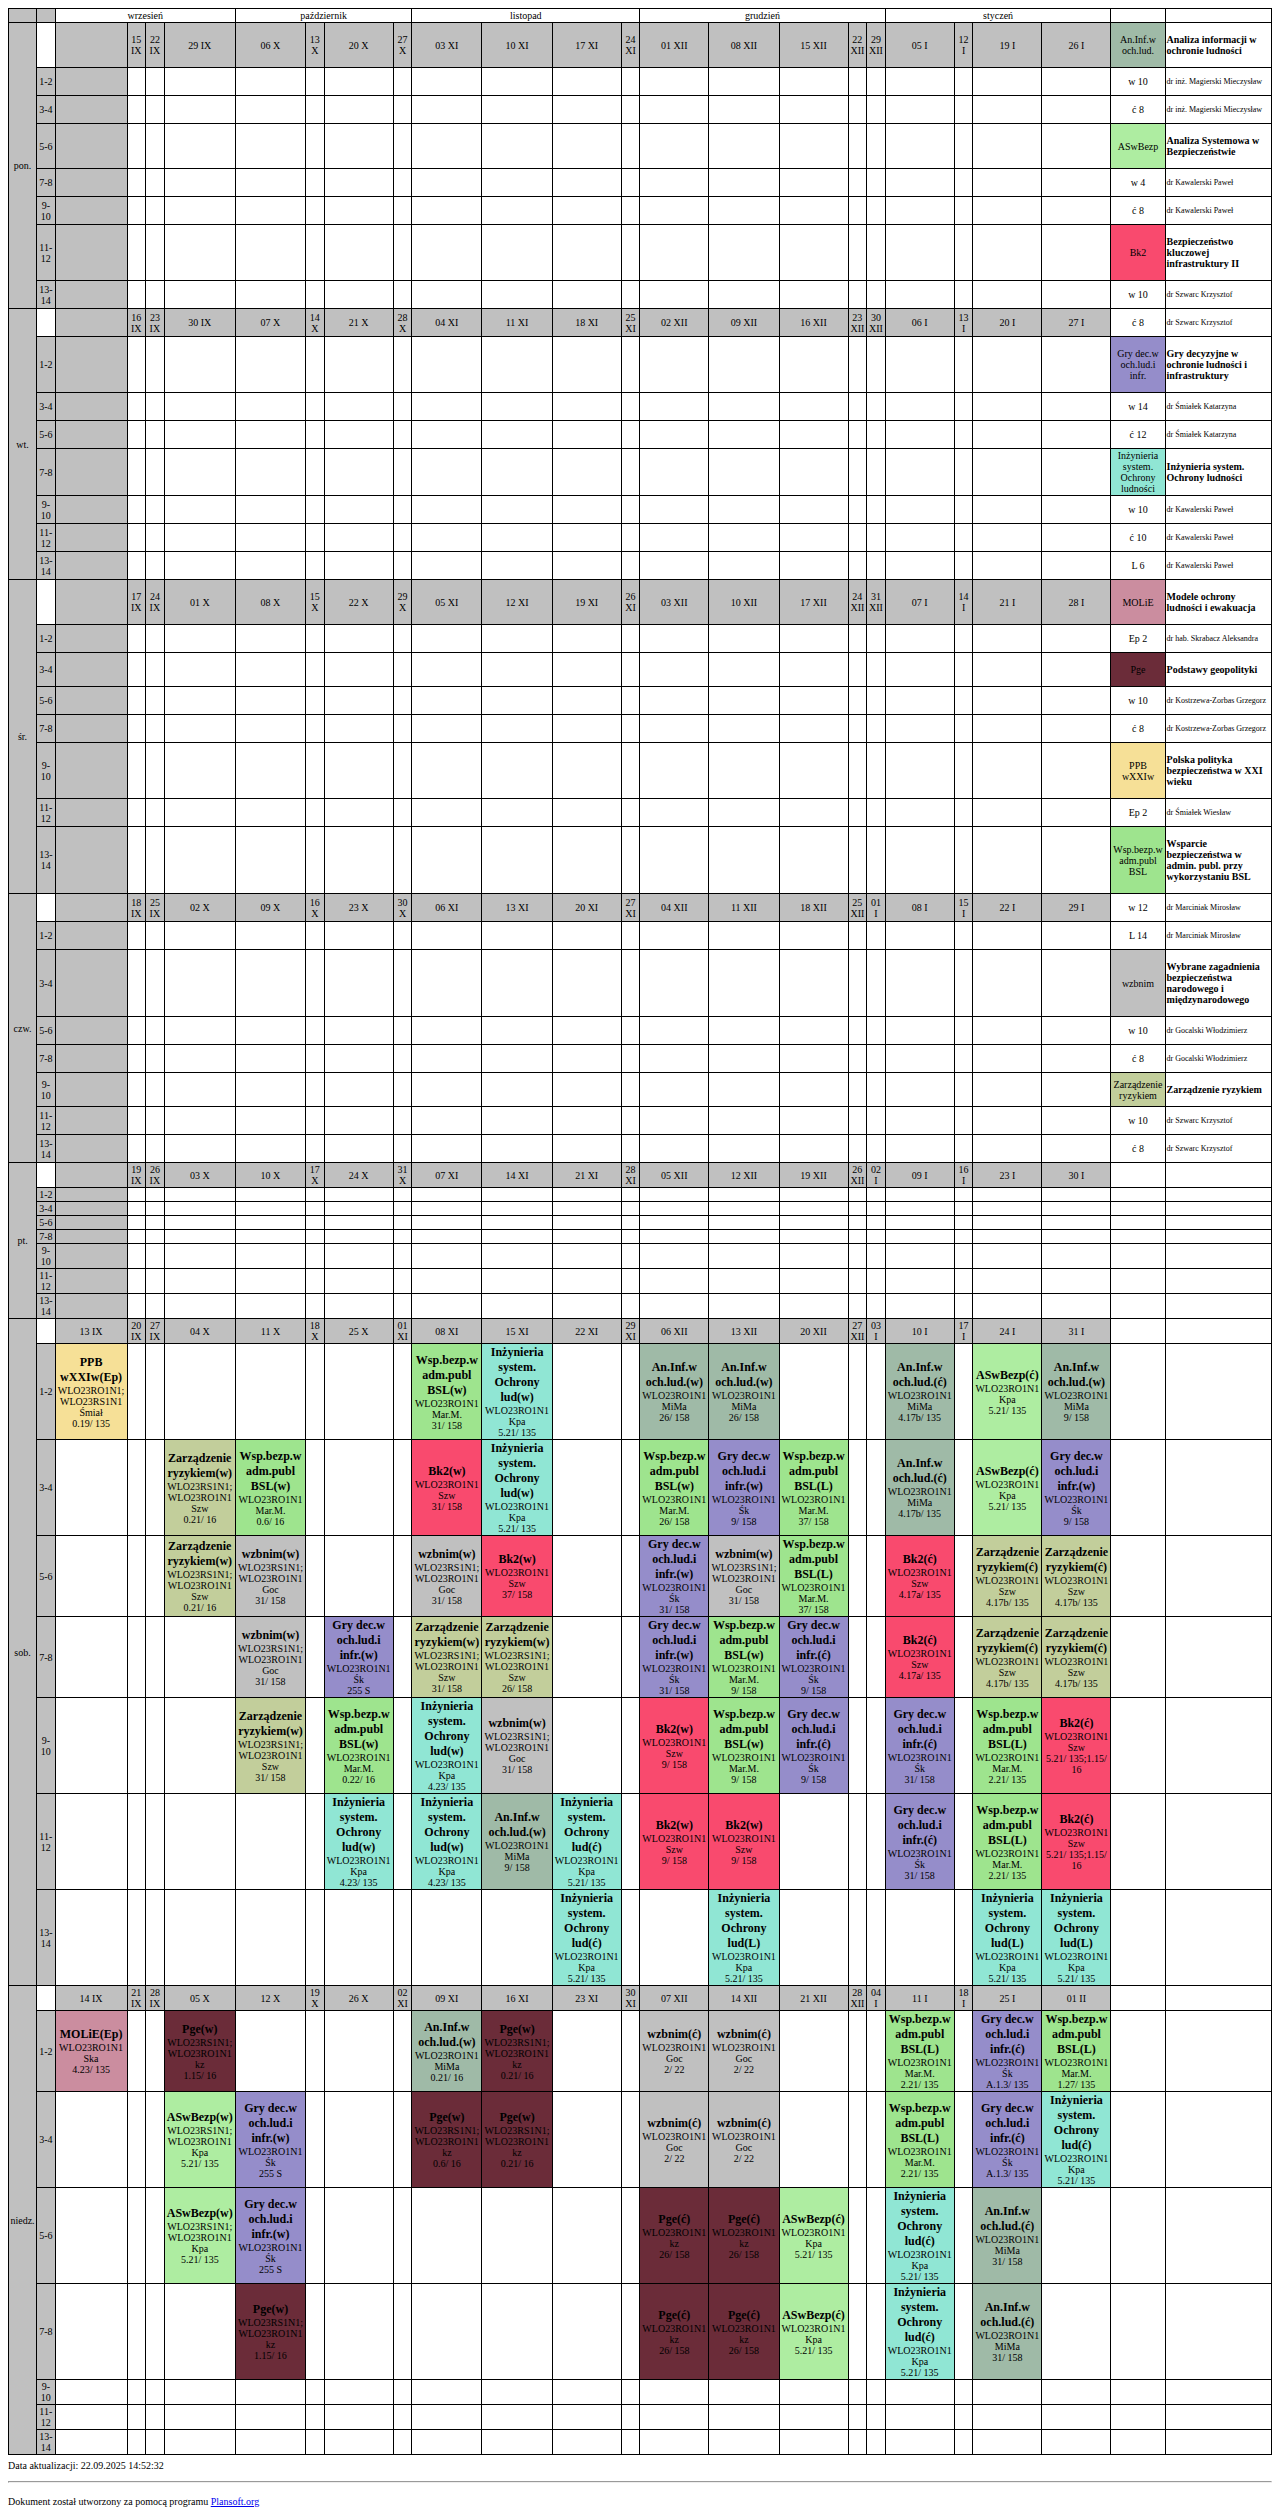 wrzesień październik listopad grudzień styczeń
pon.
15 IX 22 IX 29 IX 06 X 13 X 20 X 27 X 03 XI 10 XI 17 XI 24 XI 01 XII 08 XII 15 XII 22 XII 29 XII 05 I 12 I 19 I 26 I An.Inf.w och.lud. Analiza informacji w ochronie ludności
1-2 w 10 dr inż. Magierski Mieczysław
3-4 ć 8 dr inż. Magierski Mieczysław
5-6 ASwBezp Analiza Systemowa w Bezpieczeństwie
7-8 w 4 dr Kawalerski Paweł
9-10 ć 8 dr Kawalerski Paweł
11-12 Bk2 Bezpieczeństwo kluczowej infrastruktury II
13-14 w 10 dr Szwarc Krzysztof
wt.
16 IX 23 IX 30 IX 07 X 14 X 21 X 28 X 04 XI 11 XI 18 XI 25 XI 02 XII 09 XII 16 XII 23 XII 30 XII 06 I 13 I 20 I 27 I ć 8 dr Szwarc Krzysztof
1-2 Gry dec.w och.lud.i infr. Gry decyzyjne w ochronie ludności i infrastruktury
3-4 w 14 dr Śmiałek Katarzyna
5-6 ć 12 dr Śmiałek Katarzyna
7-8 Inżynieria system. Ochrony ludności Inżynieria system. Ochrony ludności
9-10 w 10 dr Kawalerski Paweł
11-12 ć 10 dr Kawalerski Paweł
13-14 L 6 dr Kawalerski Paweł
śr.
17 IX 24 IX 01 X 08 X 15 X 22 X 29 X 05 XI 12 XI 19 XI 26 XI 03 XII 10 XII 17 XII 24 XII 31 XII 07 I 14 I 21 I 28 I MOLiE Modele ochrony ludności i ewakuacja
1-2 Ep 2 dr hab. Skrabacz Aleksandra
3-4 Pge Podstawy geopolityki
5-6 w 10 dr Kostrzewa-Zorbas Grzegorz
7-8 ć 8 dr Kostrzewa-Zorbas Grzegorz
9-10 PPB wXXIw Polska polityka bezpieczeństwa w XXI wieku
11-12 Ep 2 dr Śmiałek Wiesław
13-14 Wsp.bezp.w adm.publ BSL Wsparcie bezpieczeństwa w admin. publ. przy wykorzystaniu BSL
czw.
18 IX 25 IX 02 X 09 X 16 X 23 X 30 X 06 XI 13 XI 20 XI 27 XI 04 XII 11 XII 18 XII 25 XII 01 I 08 I 15 I 22 I 29 I w 12 dr Marciniak Mirosław
1-2 L 14 dr Marciniak Mirosław
3-4 wzbnim Wybrane zagadnienia bezpieczeństwa narodowego i międzynarodowego
5-6 w 10 dr Gocalski Włodzimierz
7-8 ć 8 dr Gocalski Włodzimierz
9-10 Zarządzenie ryzykiem Zarządzenie ryzykiem
11-12 w 10 dr Szwarc Krzysztof
13-14 ć 8 dr Szwarc Krzysztof
pt.
19 IX 26 IX 03 X 10 X 17 X 24 X 31 X 07 XI 14 XI 21 XI 28 XI 05 XII 12 XII 19 XII 26 XII 02 I 09 I 16 I 23 I 30 I
1-2
3-4
5-6
7-8
9-10
11-12
13-14
sob.
13 IX 20 IX 27 IX 04 X 11 X 18 X 25 X 01 XI 08 XI 15 XI 22 XI 29 XI 06 XII 13 XII 20 XII 27 XII 03 I 10 I 17 I 24 I 31 I
1-2
PPB wXXIw(Ep) WLO23RO1N1; WLO23RS1N1 Śmiał 0.19/ 135
Wsp.bezp.w adm.publ BSL(w) WLO23RO1N1 Mar.M. 31/ 158
Inżynieria system. Ochrony lud(w) WLO23RO1N1 Kpa 5.21/ 135
An.Inf.w och.lud.(w) WLO23RO1N1 MiMa 26/ 158
An.Inf.w och.lud.(w) WLO23RO1N1 MiMa 26/ 158
An.Inf.w och.lud.(ć) WLO23RO1N1 MiMa 4.17b/ 135
ASwBezp(ć) WLO23RO1N1 Kpa 5.21/ 135
An.Inf.w och.lud.(w) WLO23RO1N1 MiMa 9/ 158
3-4
Zarządzenie ryzykiem(w) WLO23RS1N1; WLO23RO1N1 Szw 0.21/ 16
Wsp.bezp.w adm.publ BSL(w) WLO23RO1N1 Mar.M. 0.6/ 16
Bk2(w) WLO23RO1N1 Szw 31/ 158
Inżynieria system. Ochrony lud(w) WLO23RO1N1 Kpa 5.21/ 135
Wsp.bezp.w adm.publ BSL(w) WLO23RO1N1 Mar.M. 26/ 158
Gry dec.w och.lud.i infr.(w) WLO23RO1N1 Śk 9/ 158
Wsp.bezp.w adm.publ BSL(L) WLO23RO1N1 Mar.M. 37/ 158
An.Inf.w och.lud.(ć) WLO23RO1N1 MiMa 4.17b/ 135
ASwBezp(ć) WLO23RO1N1 Kpa 5.21/ 135
Gry dec.w och.lud.i infr.(w) WLO23RO1N1 Śk 9/ 158
5-6
Zarządzenie ryzykiem(w) WLO23RS1N1; WLO23RO1N1 Szw 0.21/ 16
wzbnim(w) WLO23RS1N1; WLO23RO1N1 Goc 31/ 158
wzbnim(w) WLO23RS1N1; WLO23RO1N1 Goc 31/ 158
Bk2(w) WLO23RO1N1 Szw 37/ 158
Gry dec.w och.lud.i infr.(w) WLO23RO1N1 Śk 31/ 158
wzbnim(w) WLO23RS1N1; WLO23RO1N1 Goc 31/ 158
Wsp.bezp.w adm.publ BSL(L) WLO23RO1N1 Mar.M. 37/ 158
Bk2(ć) WLO23RO1N1 Szw 4.17a/ 135
Zarządzenie ryzykiem(ć) WLO23RO1N1 Szw 4.17b/ 135
Zarządzenie ryzykiem(ć) WLO23RO1N1 Szw 4.17b/ 135
7-8
wzbnim(w) WLO23RS1N1; WLO23RO1N1 Goc 31/ 158
Gry dec.w och.lud.i infr.(w) WLO23RO1N1 Śk 255 S
Zarządzenie ryzykiem(w) WLO23RS1N1; WLO23RO1N1 Szw 31/ 158
Zarządzenie ryzykiem(w) WLO23RS1N1; WLO23RO1N1 Szw 26/ 158
Gry dec.w och.lud.i infr.(w) WLO23RO1N1 Śk 31/ 158
Wsp.bezp.w adm.publ BSL(w) WLO23RO1N1 Mar.M. 9/ 158
Gry dec.w och.lud.i infr.(ć) WLO23RO1N1 Śk 9/ 158
Bk2(ć) WLO23RO1N1 Szw 4.17a/ 135
Zarządzenie ryzykiem(ć) WLO23RO1N1 Szw 4.17b/ 135
Zarządzenie ryzykiem(ć) WLO23RO1N1 Szw 4.17b/ 135
9-10
Zarządzenie ryzykiem(w) WLO23RS1N1; WLO23RO1N1 Szw 31/ 158
Wsp.bezp.w adm.publ BSL(w) WLO23RO1N1 Mar.M. 0.22/ 16
Inżynieria system. Ochrony lud(w) WLO23RO1N1 Kpa 4.23/ 135
wzbnim(w) WLO23RS1N1; WLO23RO1N1 Goc 31/ 158
Bk2(w) WLO23RO1N1 Szw 9/ 158
Wsp.bezp.w adm.publ BSL(w) WLO23RO1N1 Mar.M. 9/ 158
Gry dec.w och.lud.i infr.(ć) WLO23RO1N1 Śk 9/ 158
Gry dec.w och.lud.i infr.(ć) WLO23RO1N1 Śk 31/ 158
Wsp.bezp.w adm.publ BSL(L) WLO23RO1N1 Mar.M. 2.21/ 135
Bk2(ć) WLO23RO1N1 Szw 5.21/ 135;1.15/ 16
11-12
Inżynieria system. Ochrony lud(w) WLO23RO1N1 Kpa 4.23/ 135
Inżynieria system. Ochrony lud(w) WLO23RO1N1 Kpa 4.23/ 135
An.Inf.w och.lud.(w) WLO23RO1N1 MiMa 9/ 158
Inżynieria system. Ochrony lud(ć) WLO23RO1N1 Kpa 5.21/ 135
Bk2(w) WLO23RO1N1 Szw 9/ 158
Bk2(w) WLO23RO1N1 Szw 9/ 158
Gry dec.w och.lud.i infr.(ć) WLO23RO1N1 Śk 31/ 158
Wsp.bezp.w adm.publ BSL(L) WLO23RO1N1 Mar.M. 2.21/ 135
Bk2(ć) WLO23RO1N1 Szw 5.21/ 135;1.15/ 16
13-14
Inżynieria system. Ochrony lud(ć) WLO23RO1N1 Kpa 5.21/ 135
Inżynieria system. Ochrony lud(L) WLO23RO1N1 Kpa 5.21/ 135
Inżynieria system. Ochrony lud(L) WLO23RO1N1 Kpa 5.21/ 135
Inżynieria system. Ochrony lud(L) WLO23RO1N1 Kpa 5.21/ 135
niedz.
14 IX 21 IX 28 IX 05 X 12 X 19 X 26 X 02 XI 09 XI 16 XI 23 XI 30 XI 07 XII 14 XII 21 XII 28 XII 04 I 11 I 18 I 25 I 01 II
1-2
MOLiE(Ep) WLO23RO1N1 Ska 4.23/ 135
Pge(w) WLO23RS1N1; WLO23RO1N1 kz 1.15/ 16
An.Inf.w och.lud.(w) WLO23RO1N1 MiMa 0.21/ 16
Pge(w) WLO23RS1N1; WLO23RO1N1 kz 0.21/ 16
wzbnim(ć) WLO23RO1N1 Goc 2/ 22
wzbnim(ć) WLO23RO1N1 Goc 2/ 22
Wsp.bezp.w adm.publ BSL(L) WLO23RO1N1 Mar.M. 2.21/ 135
Gry dec.w och.lud.i infr.(ć) WLO23RO1N1 Śk A.1.3/ 135
Wsp.bezp.w adm.publ BSL(L) WLO23RO1N1 Mar.M. 1.27/ 135
3-4
ASwBezp(w) WLO23RS1N1; WLO23RO1N1 Kpa 5.21/ 135
Gry dec.w och.lud.i infr.(w) WLO23RO1N1 Śk 255 S
Pge(w) WLO23RS1N1; WLO23RO1N1 kz 0.6/ 16
Pge(w) WLO23RS1N1; WLO23RO1N1 kz 0.21/ 16
wzbnim(ć) WLO23RO1N1 Goc 2/ 22
wzbnim(ć) WLO23RO1N1 Goc 2/ 22
Wsp.bezp.w adm.publ BSL(L) WLO23RO1N1 Mar.M. 2.21/ 135
Gry dec.w och.lud.i infr.(ć) WLO23RO1N1 Śk A.1.3/ 135
Inżynieria system. Ochrony lud(ć) WLO23RO1N1 Kpa 5.21/ 135
5-6
ASwBezp(w) WLO23RS1N1; WLO23RO1N1 Kpa 5.21/ 135
Gry dec.w och.lud.i infr.(w) WLO23RO1N1 Śk 255 S
Pge(ć) WLO23RO1N1 kz 26/ 158
Pge(ć) WLO23RO1N1 kz 26/ 158
ASwBezp(ć) WLO23RO1N1 Kpa 5.21/ 135
Inżynieria system. Ochrony lud(ć) WLO23RO1N1 Kpa 5.21/ 135
An.Inf.w och.lud.(ć) WLO23RO1N1 MiMa 31/ 158
7-8
Pge(w) WLO23RS1N1; WLO23RO1N1 kz 1.15/ 16
Pge(ć) WLO23RO1N1 kz 26/ 158
Pge(ć) WLO23RO1N1 kz 26/ 158
ASwBezp(ć) WLO23RO1N1 Kpa 5.21/ 135
Inżynieria system. Ochrony lud(ć) WLO23RO1N1 Kpa 5.21/ 135
An.Inf.w och.lud.(ć) WLO23RO1N1 MiMa 31/ 158
9-10
11-12
13-14
Data aktualizacji: 22.09.2025 14:52:32
Dokument został utworzony za pomocą programu Plansoft.org